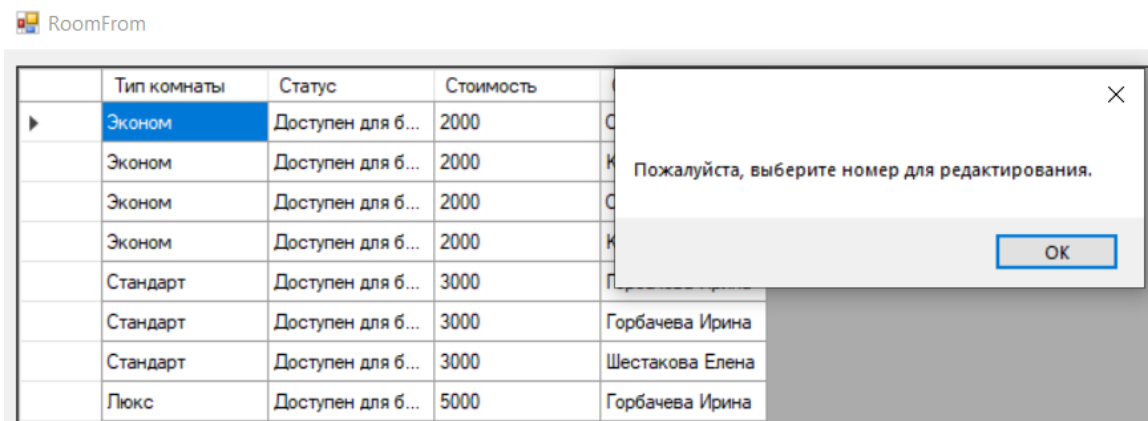 RoomFrom
Тип комнаты Статус Стоимость
Эконом Доступен для б... 2000
Эконом Доступен для б... 2000
Эконом Доступен для б... 2000
Эконом Доступен для б... 2000
Стандарт Доступен для б... 3000
Стандарт Доступен для б... 3000 Горбачева Ирина
Стандарт Доступен для б... 3000 Шестакова Елена
Люкс Доступен для б... 5000 Горбачева Ирина
Пожалуйста, выберите номер для редактирования.
OK